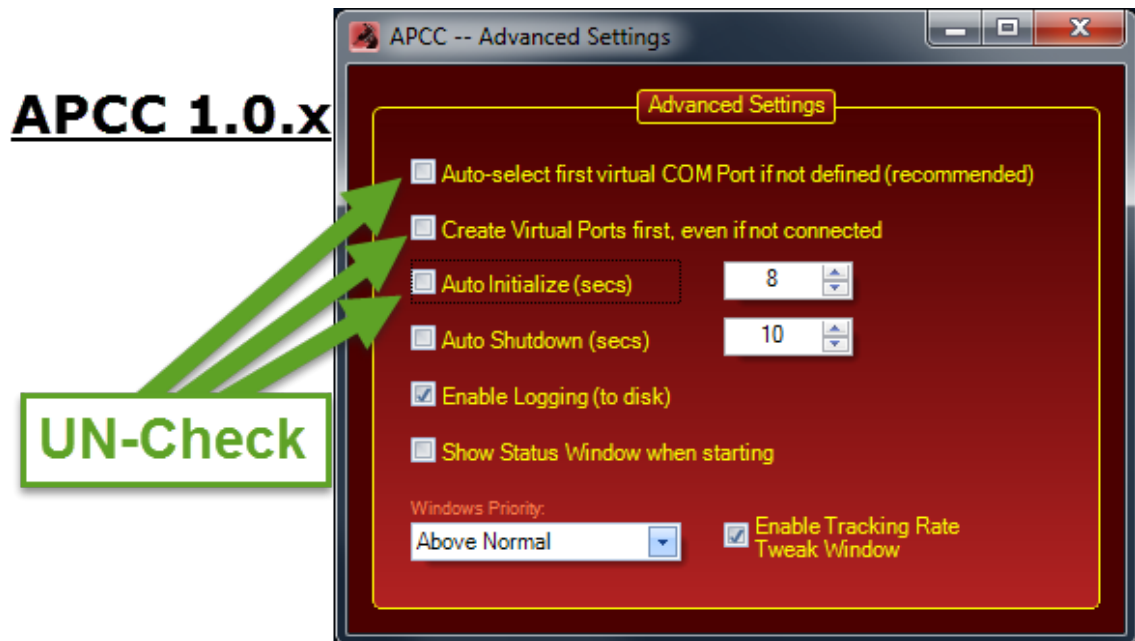 APCC -- Advanced Settings
APCC 1.0.x
Advanced Settings
Auto-select first virtual COM Port if not defined (recommended)
Create Virtual Ports first, even if not connected
Auto Initialize (secs) 8
Auto Shutdown (secs) 10
UN-Check
Enable Logging (to disk)
Show Status Window when starting
Windows Priority:
Above Normal
Enable Tracking Rate
Tweak Window